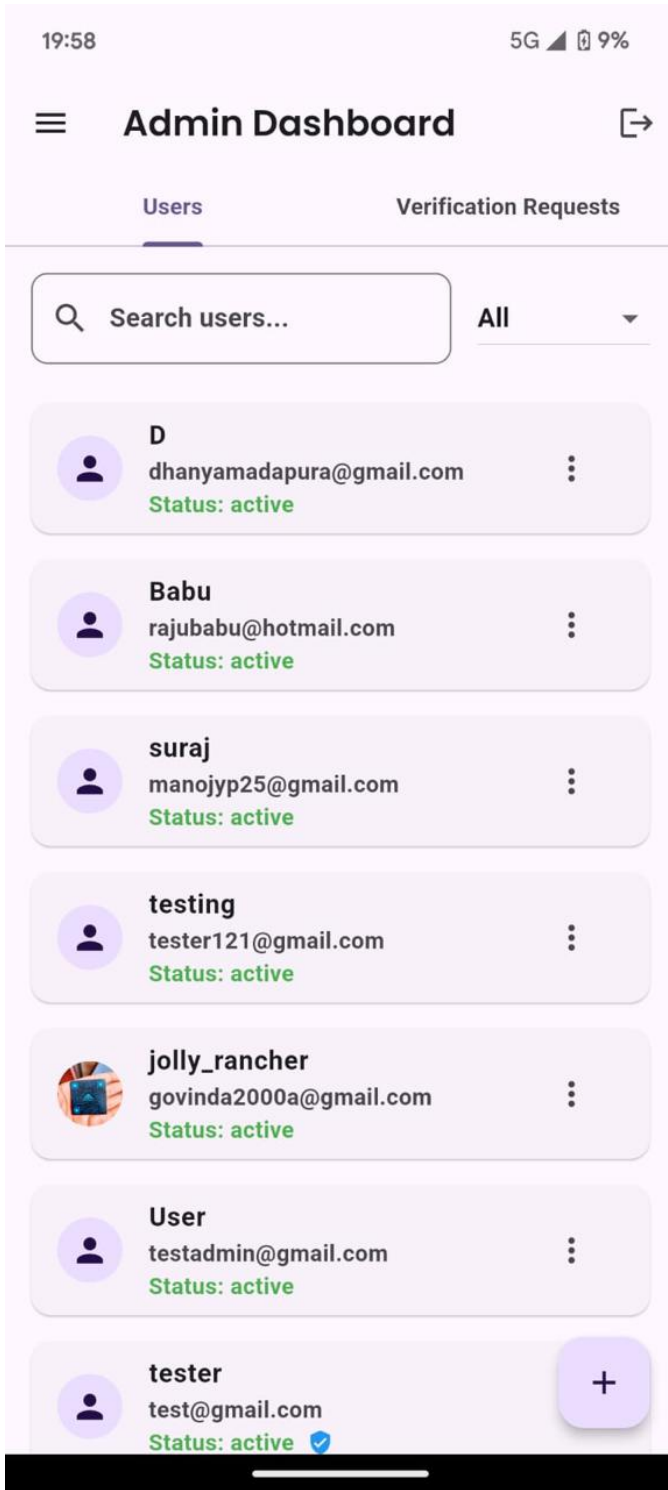 19:58 5G 9%
Admin Dashboard
Users Verification Requests
Search users... All
D
dhanyamadapura@gmail.com
Status: active
Babu
rajubabu@hotmail.com
Status: active
suraj
manojyp25@gmail.com
Status: active
testing
tester121@gmail.com
Status: active
jolly_rancher
govinda2000a@gmail.com
Status: active
User
testadmin@gmail.com
Status: active
tester
test@gmail.com
Status: active